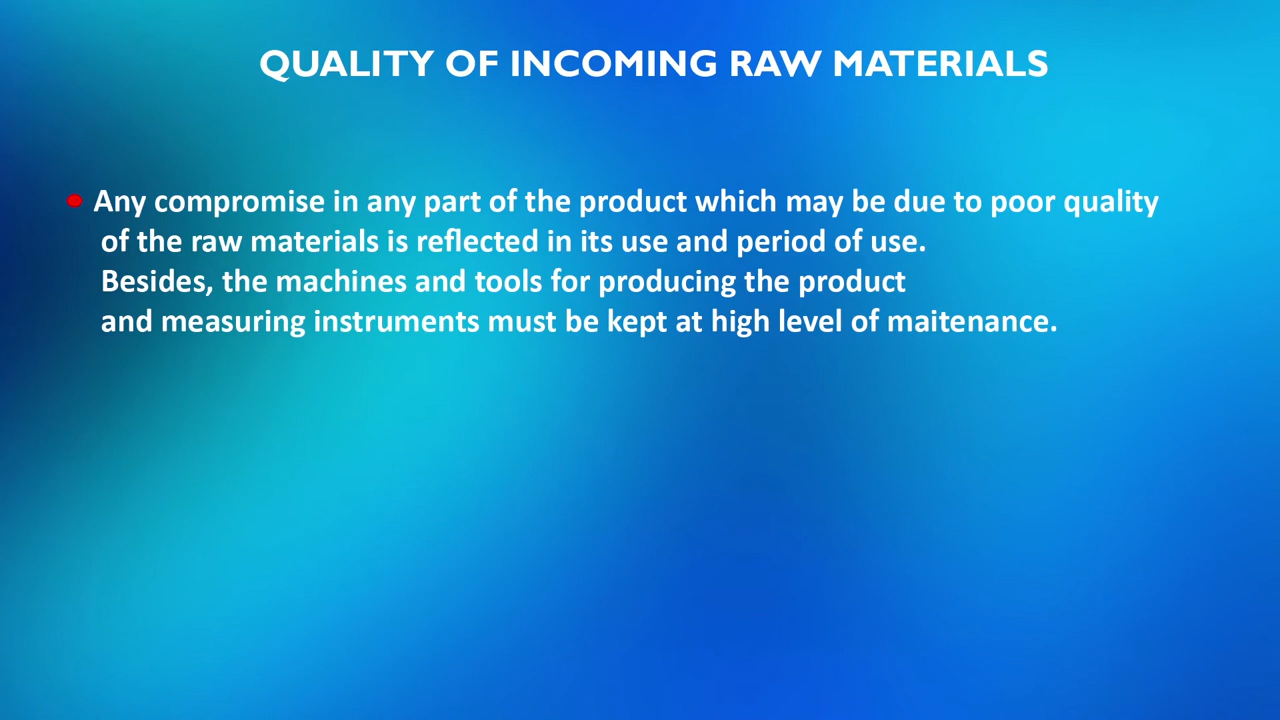 QUALITY OF INCOMING RAW MATERIALS
• Any compromise in any part of the product which may be due to poor quality
of the raw materials is reflected in its use and period of use.
Besides, the machines and tools for producing the product
and measuring instruments must be kept at high level of maitenance.